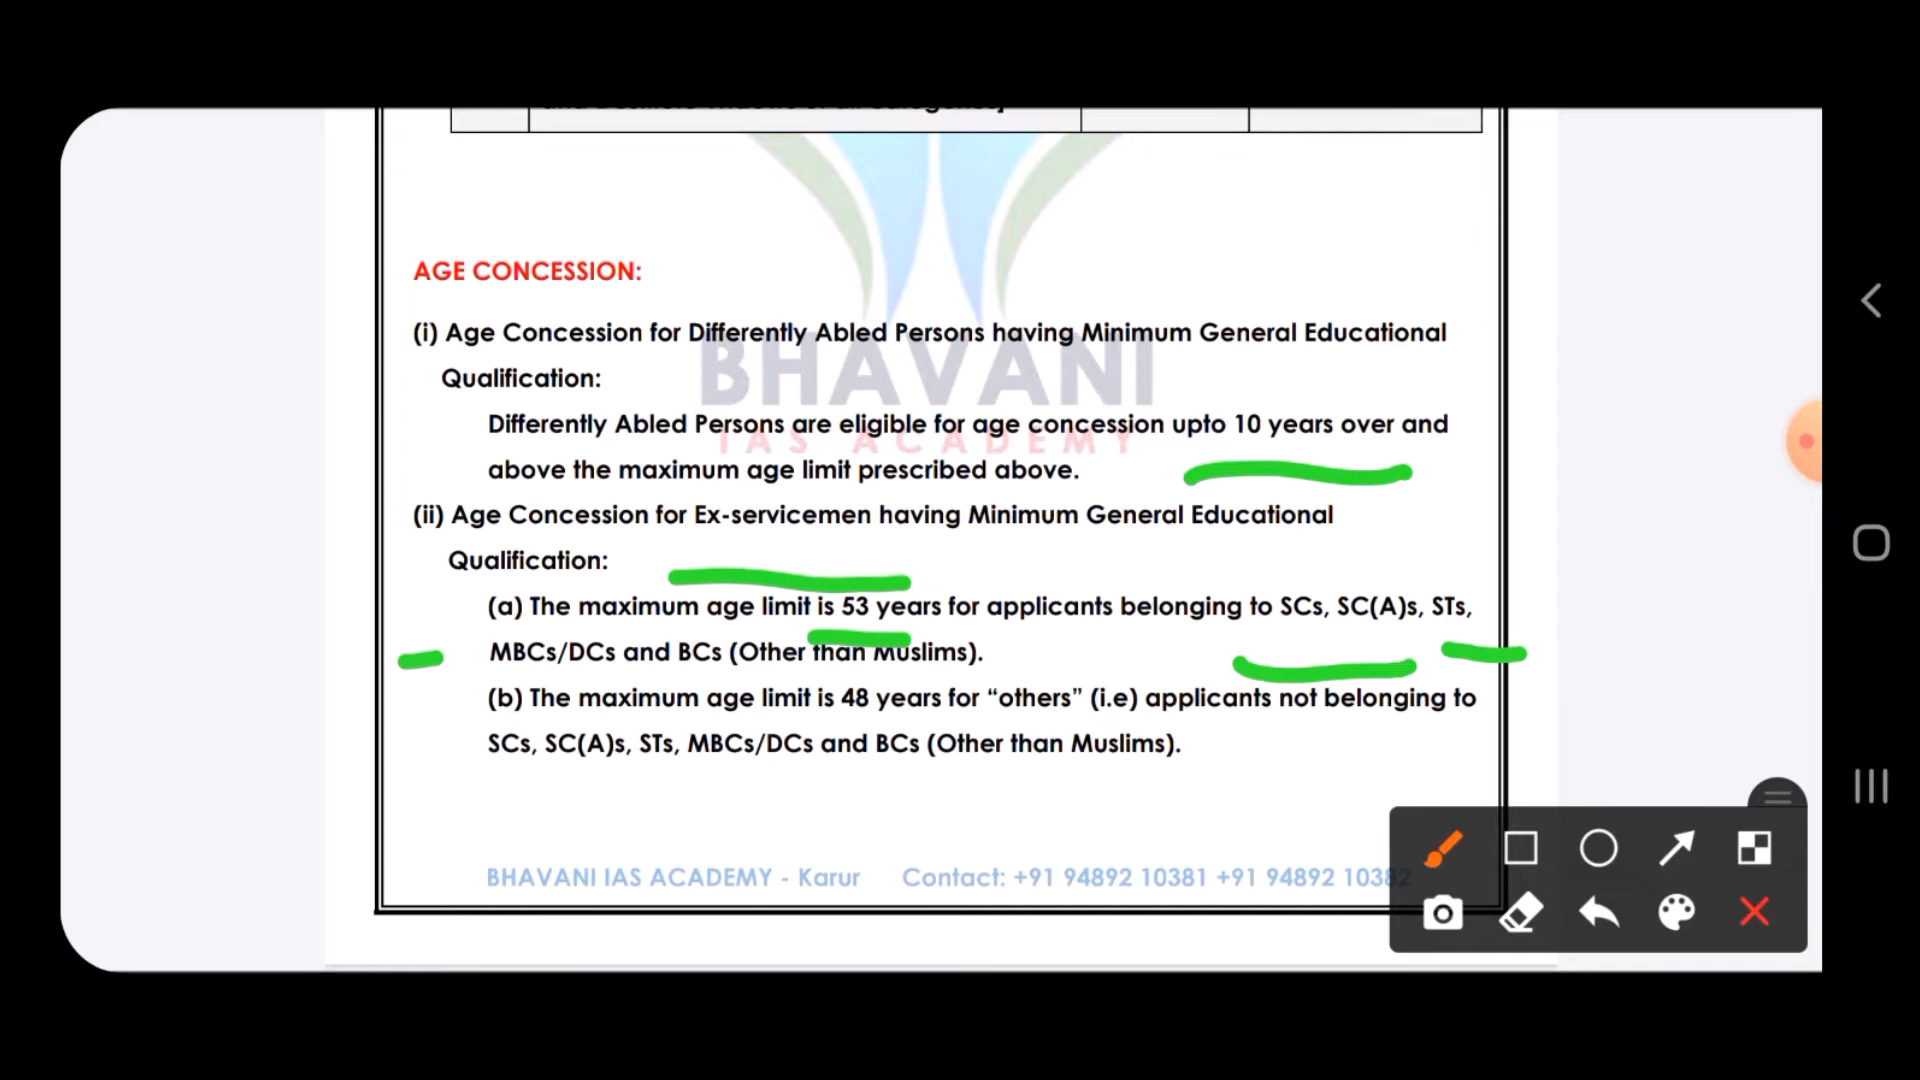 AGE CONCESSION:
(i) Age Concession for Differently Abled Persons having Minimum General Educational
Qualification:
Differently Abled Persons are eligible for age concession upto 10 years over and
above the maximum age limit prescribed above.
(ii) Age Concession for Ex-servicemen having Minimum General Educational
Qualification:
(a) The maximum age limit is 53 years for applicants belonging to SCs, SC(A)s, STs,
MBCs/DCs and BCs (Other than Muslims).
(b) The maximum age limit is 48 years for “others” (i.e) applicants not belonging to
SCs, SC(A)s, STs, MBCs/DCs and BCs (Other than Muslims).
BHAVANI
IAS ACADEMY
BHAVANI IAS ACADEMY - Karur Contact: +91 94892 10381 +91 94892 10382